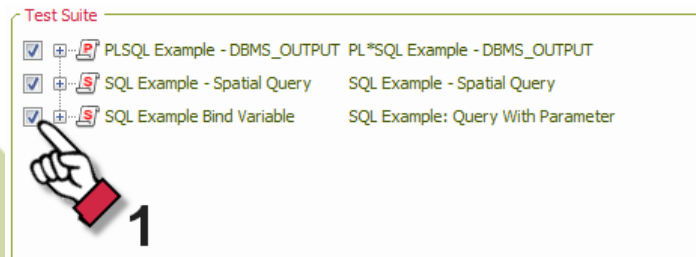 Test Suite
P PLSQL Example - DBMS_OUTPUT PL*SQL Example - DBMS_OUTPUT
S SQL Example - Spatial Query SQL Example - Spatial Query
S SQL Example Bind Variable SQL Example: Query With Parameter
1